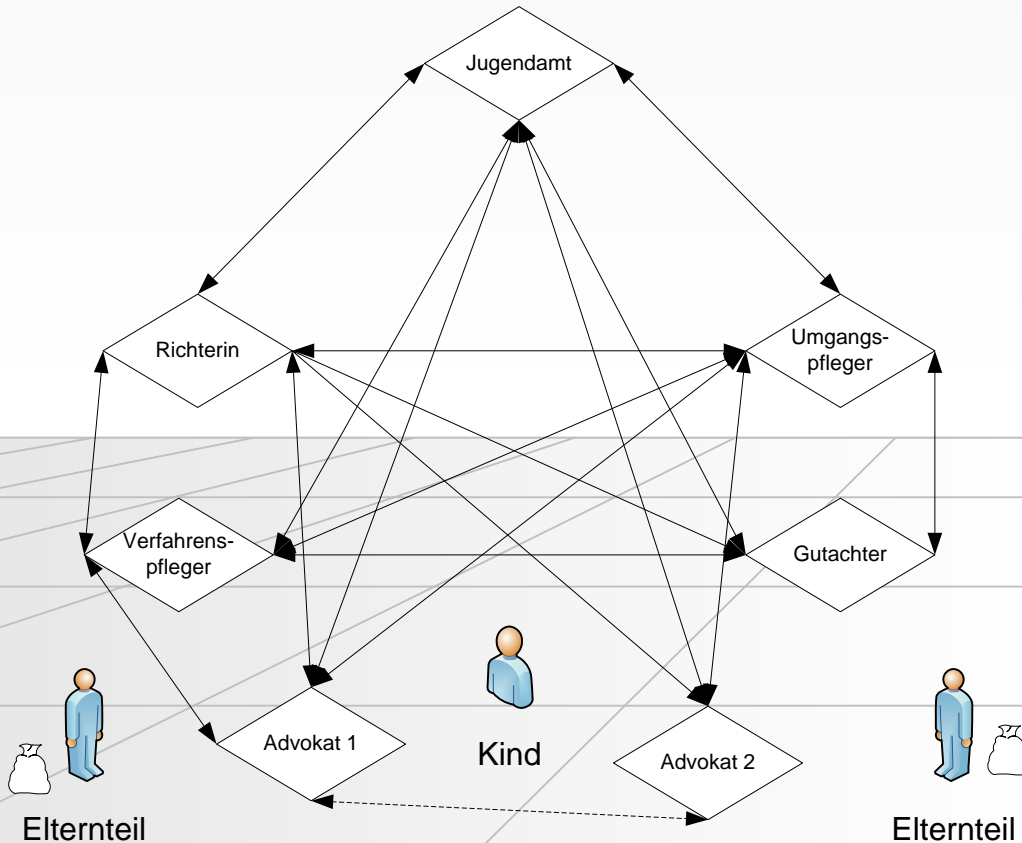 Jugendamt
Richterin
Umgangs-
pfleger
Verfahrens-
pfleger
Gutachter
Advokat 1
Kind
Advokat 2
Elternteil
Elternteil